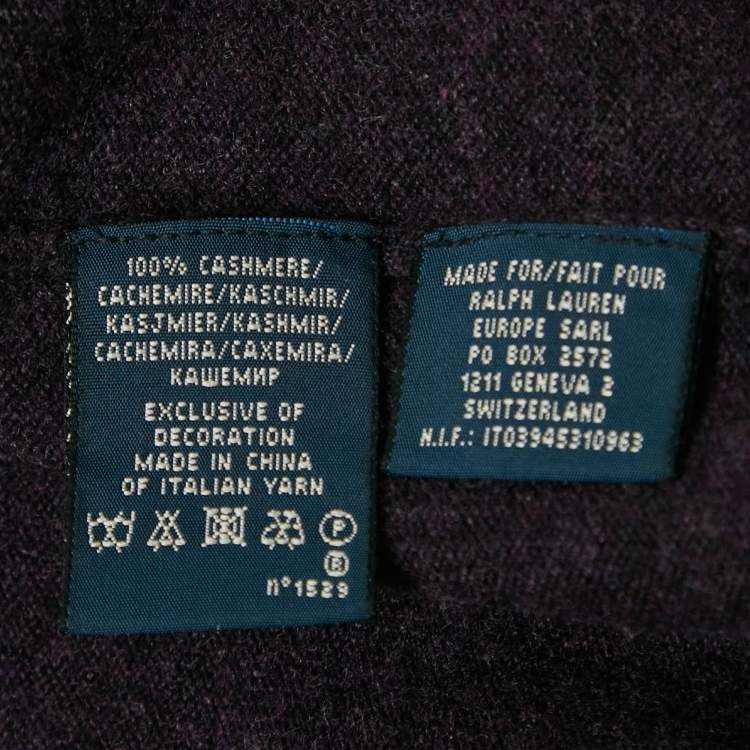 100% CASHMERE/
CACHEMIRE/KASCHMIR/
KASJMIER/KASHMIR/
CACHEMIRA/CAXEMIRA/
КАШЕМИР
EXCLUSIVE OF
DECORATION
MADE IN CHINA
OF ITALIAN YARN
P
R
n°1529
MADE FOR/FAIT POUR
RALPH LAUREN
EUROPE SARL
PO BOX 2572
1211 GENEVA 2
SWITZERLAND
N.I.F.: IT03945310963